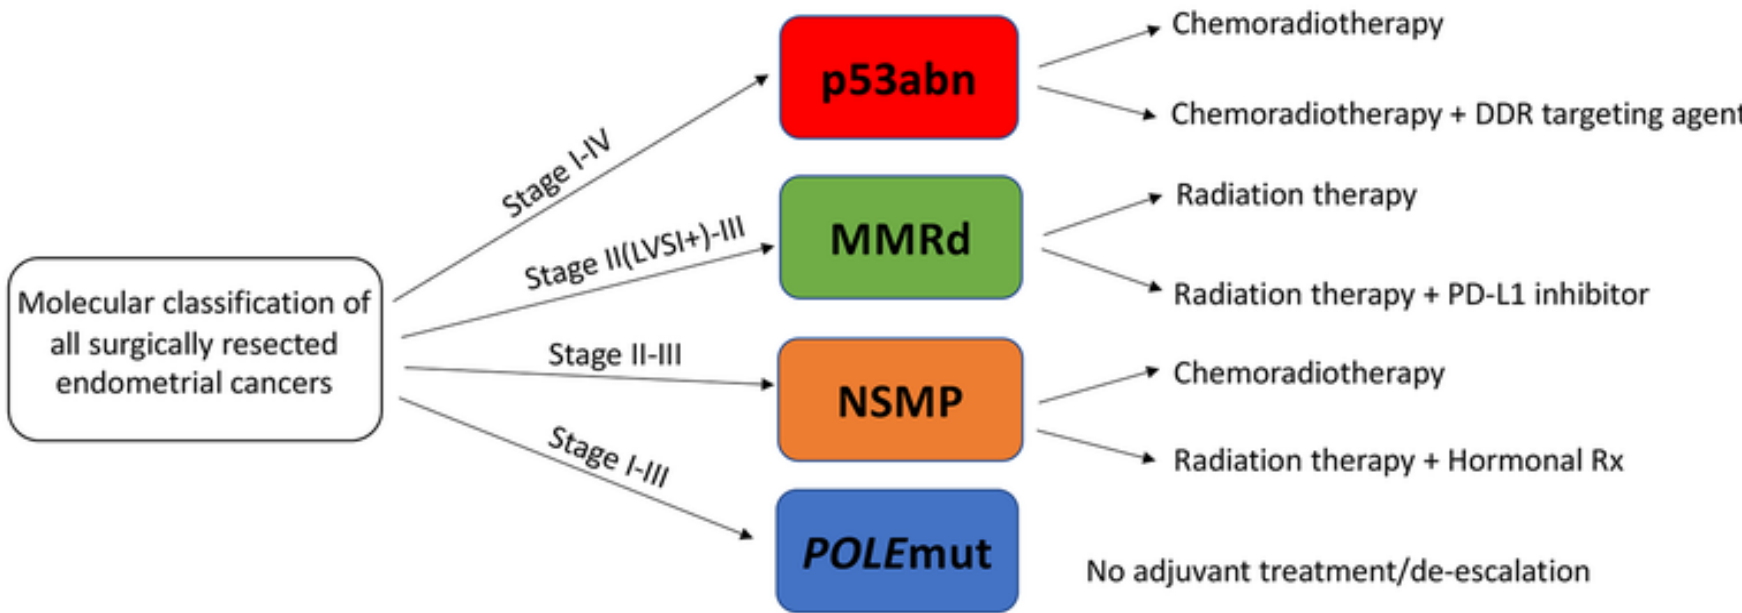 Molecular classification of
all surgically resected
endometrial cancers
Stage I-IV
Stage II(LVSI+)-III
Stage II-III
Stage I-III
p53abn
Chemoradiotherapy
Chemoradiotherapy + DDR targeting agent
MMRd
Radiation therapy
Radiation therapy + PD-L1 inhibitor
NSMP
Chemoradiotherapy
Radiation therapy + Hormonal Rx
POLEmut
No adjuvant treatment/de-escalation